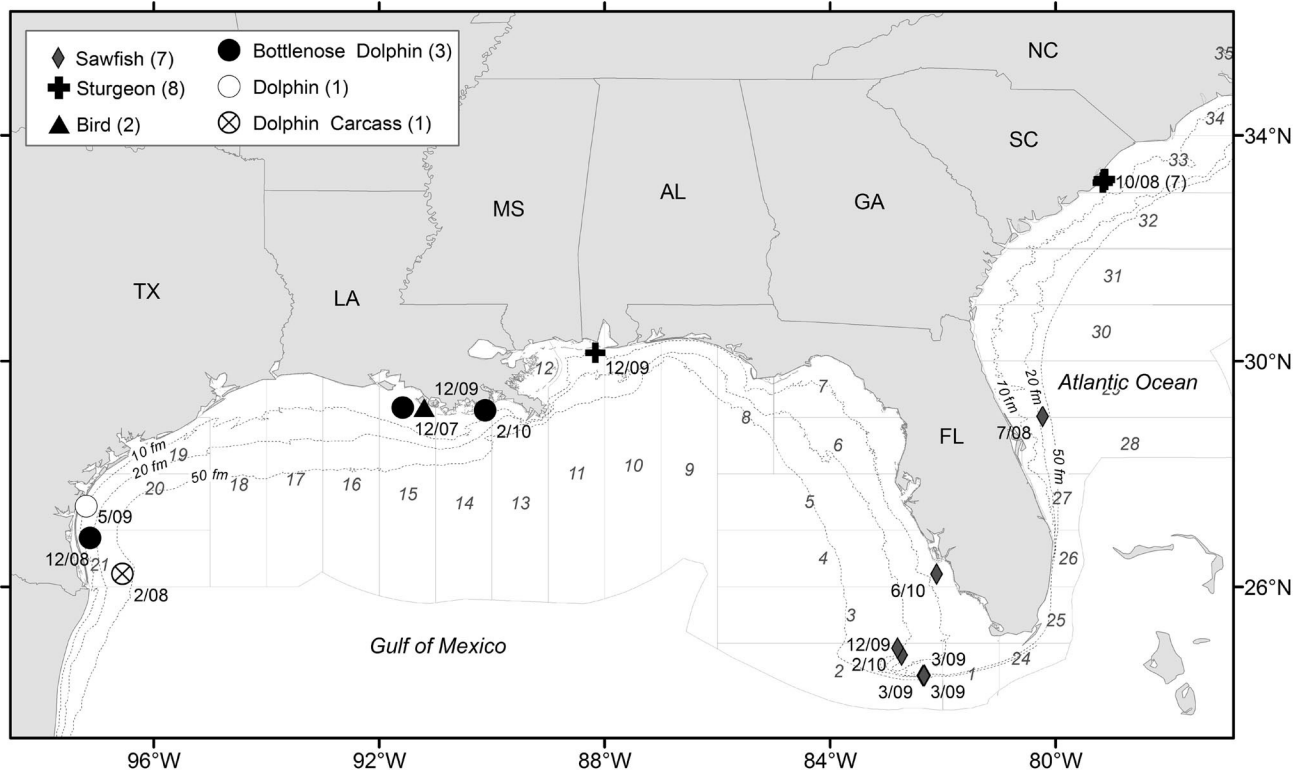 Sawfish (7)
Bottlenose Dolphin (3)
Sturgeon (8)
Dolphin (1)
Bird (2)
Dolphin Carcass (1)
NC
35
34
34°N
SC
33
10/08 (7)
MS
AL
GA
32
TX
LA
31
30
30°N
12
12/09
Atlantic Ocean
29
7
10 fm
20 fm
12/09
12/07
2/10
8
7/08
FL
28
6
10 fm
19
20 fm
50 fm
20
18
17
16
15
14
13
11
10
9
5
50 fm
27
5/09
12/08
21
2/08
4
26
26°N
6/10
3
25
Gulf of Mexico
12/09
2/10
3/09
24
2
1
3/09
3/09
96°W
92°W
88°W
84°W
80°W